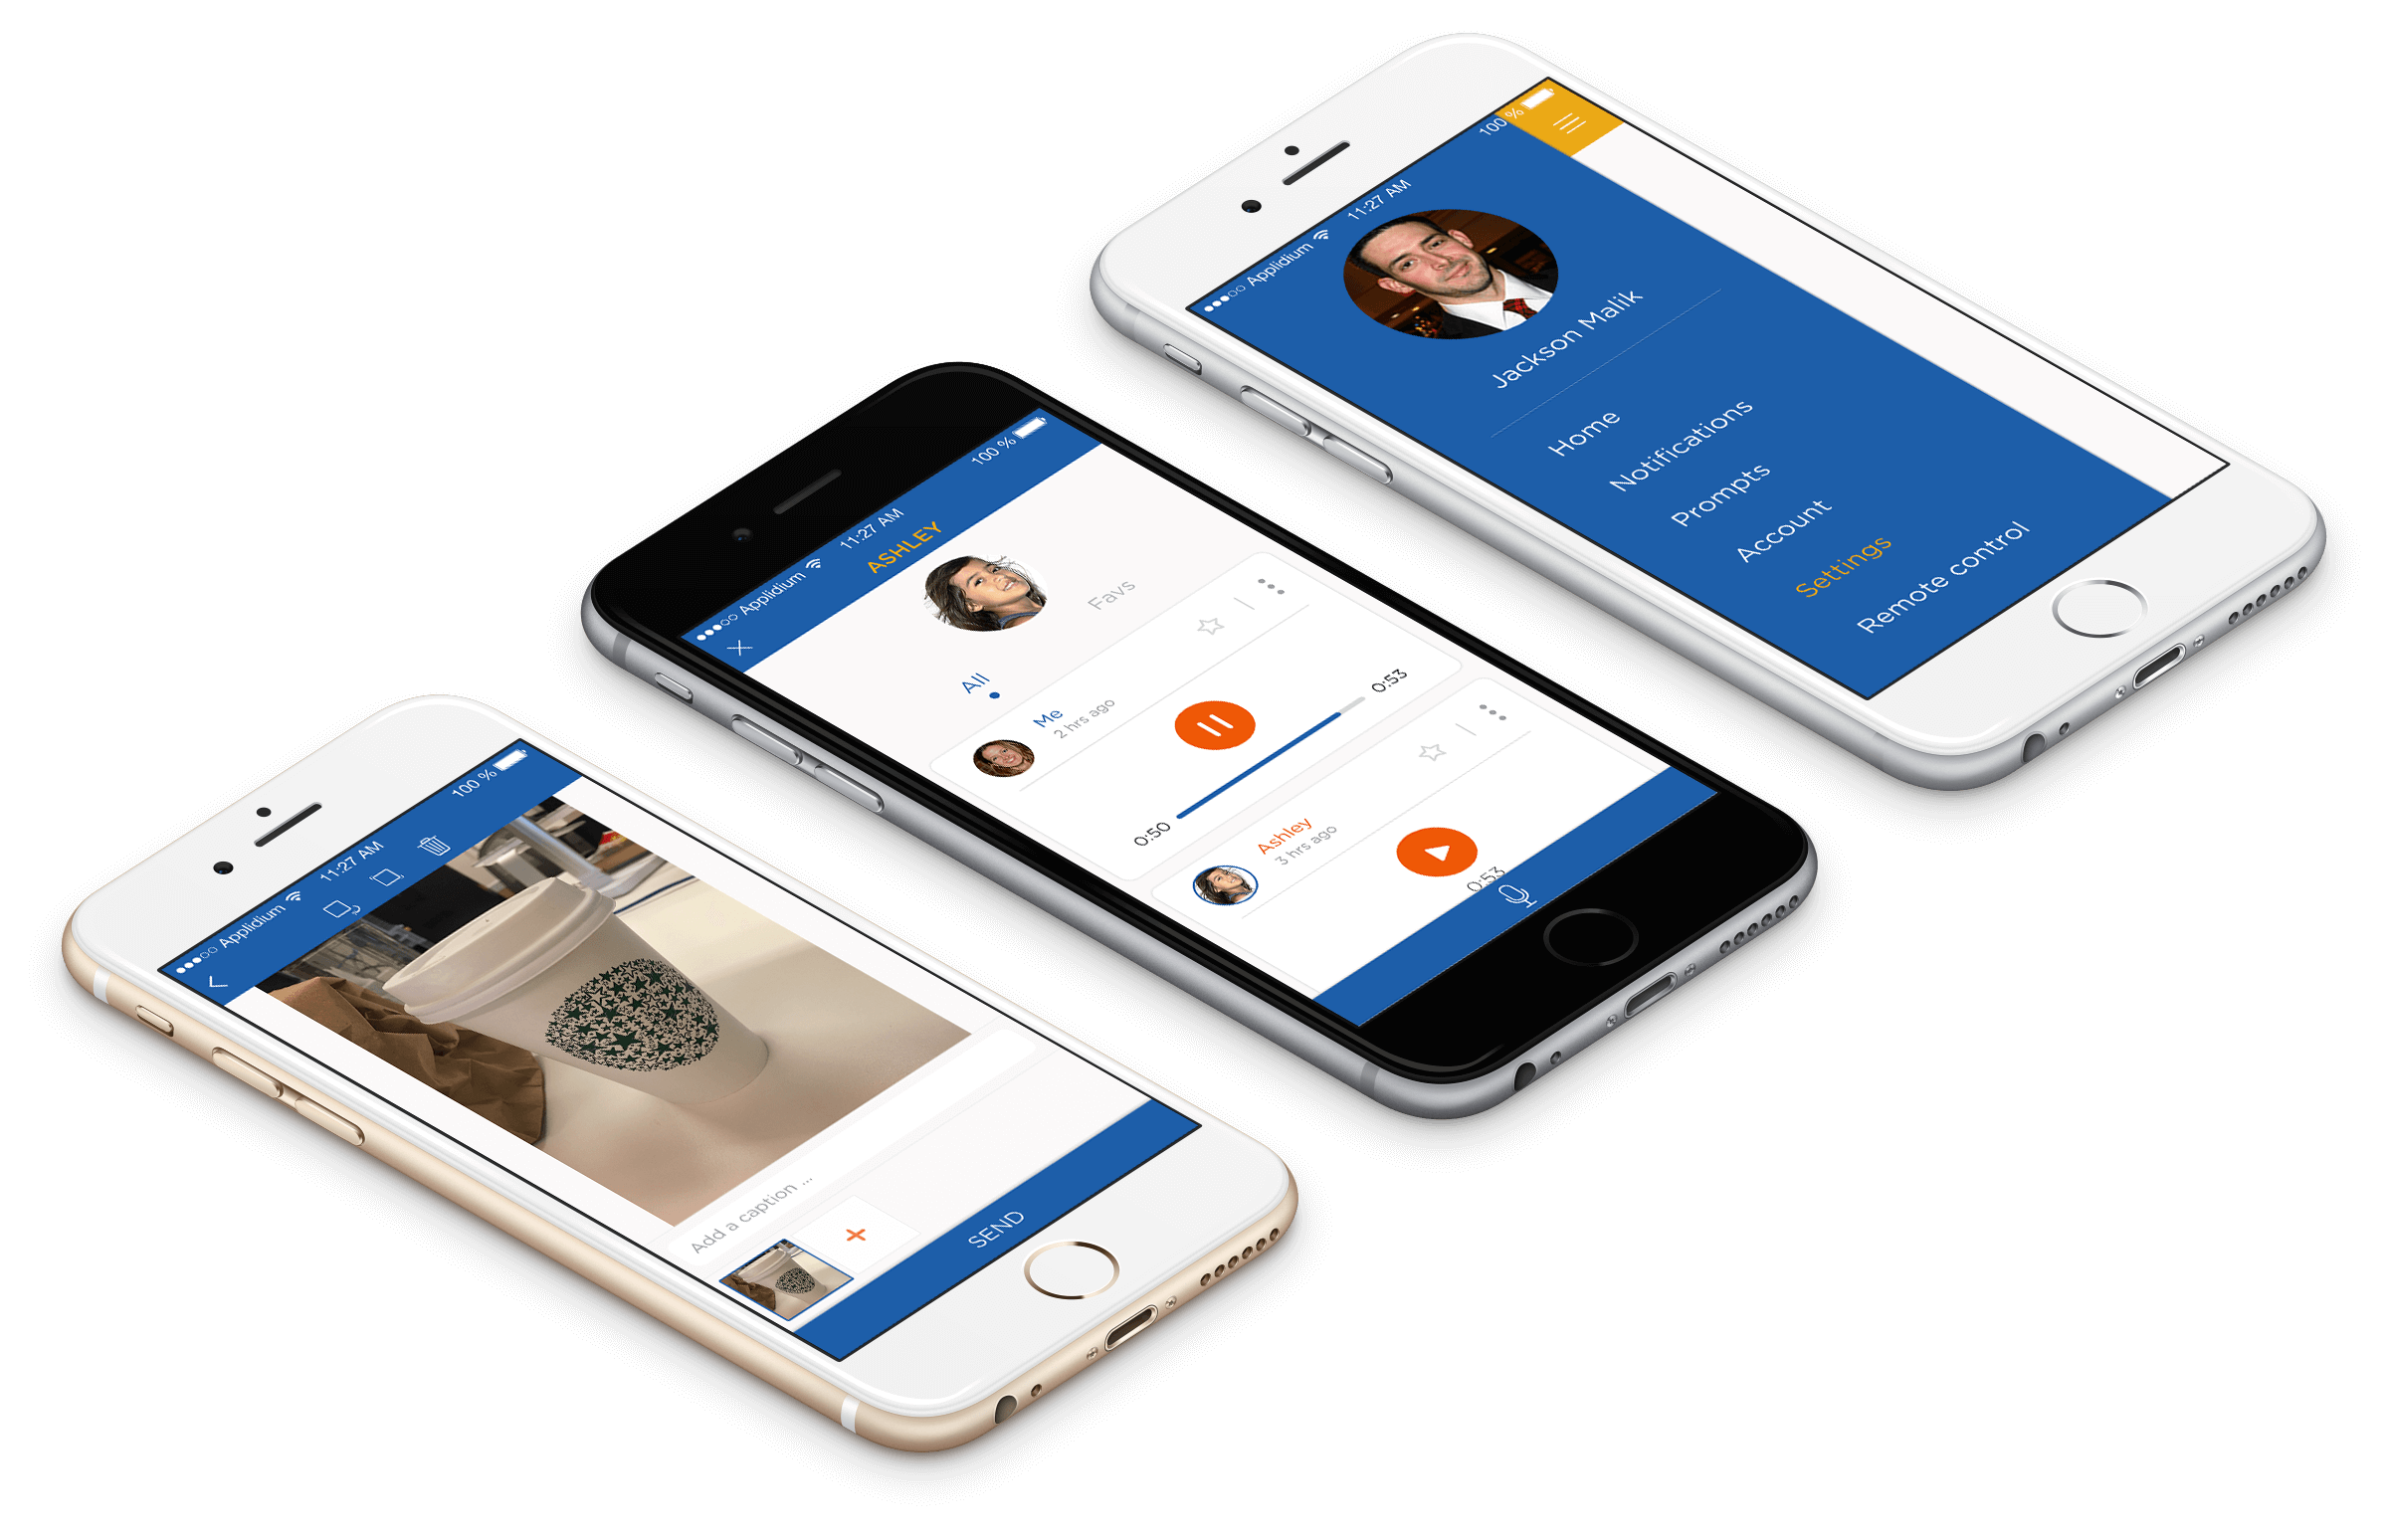 Applidium 11:27 AM 100 %
Add a caption ...
+
SEND
Applidium 11:27 AM 100 %
ASHLEY
All Favs
Me
2 hrs ago
0:50 0:53
Ashley
3 hrs ago
0:53
Applidium 11:27 AM 100 %
Jackson Malik
Home
Notifications
Prompts
Account
Settings
Remote control